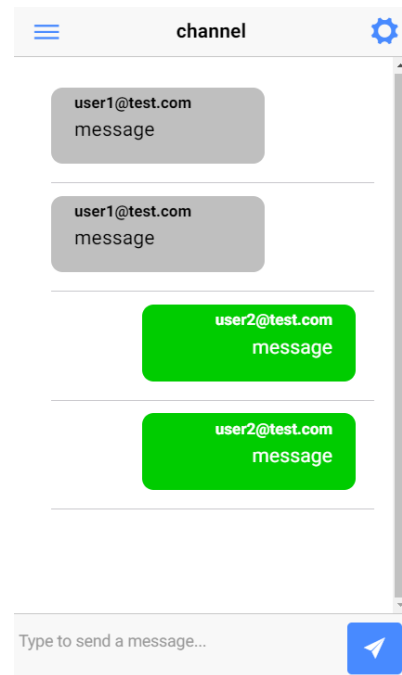 channel
user1@test.com
message
user1@test.com
message
user2@test.com
message
user2@test.com
message
Type to send a message...